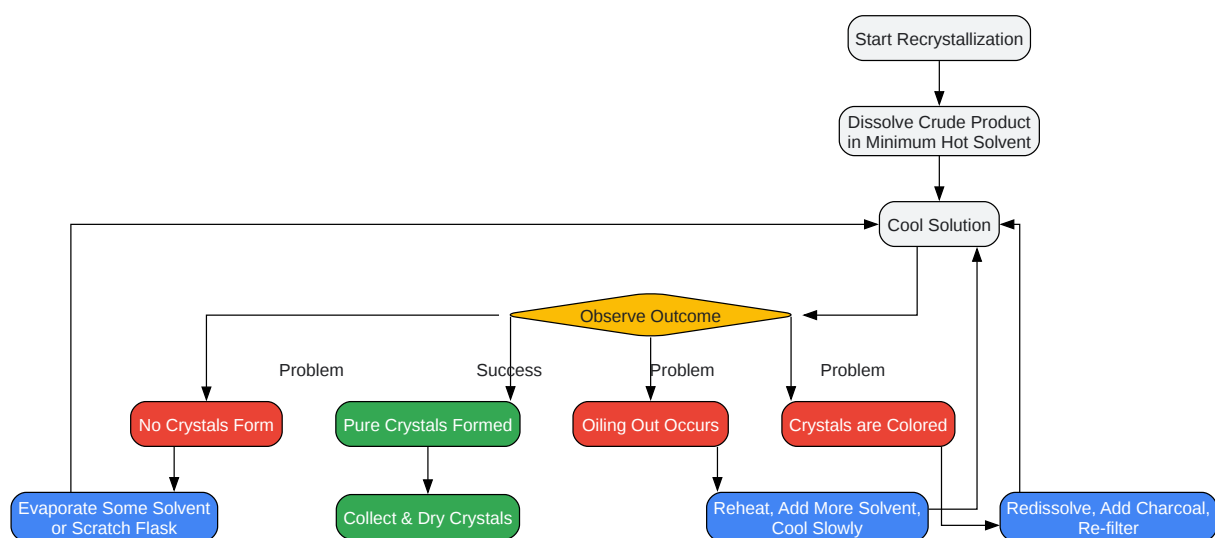 Start Recrystallization
Dissolve Crude Product
in Minimum Hot Solvent
Cool Solution
Observe Outcome
Problem
Success
Problem
Problem
No Crystals Form
Pure Crystals Formed
Oiling Out Occurs
Crystals are Colored
Evaporate Some Solvent
or Scratch Flask
Collect & Dry Crystals
Reheat, Add More Solvent,
Cool Slowly
Redissolve, Add Charcoal,
Re-filter